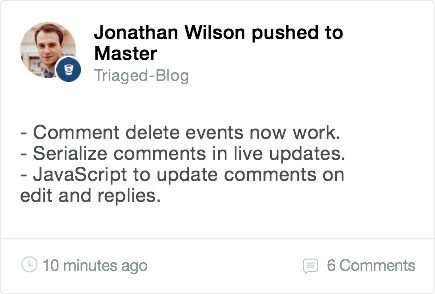 Jonathan Wilson pushed to
Master
Triaged-Blog
- Comment delete events now work.
- Serialize comments in live updates.
- JavaScript to update comments on
edit and replies.
10 minutes ago
6 Comments